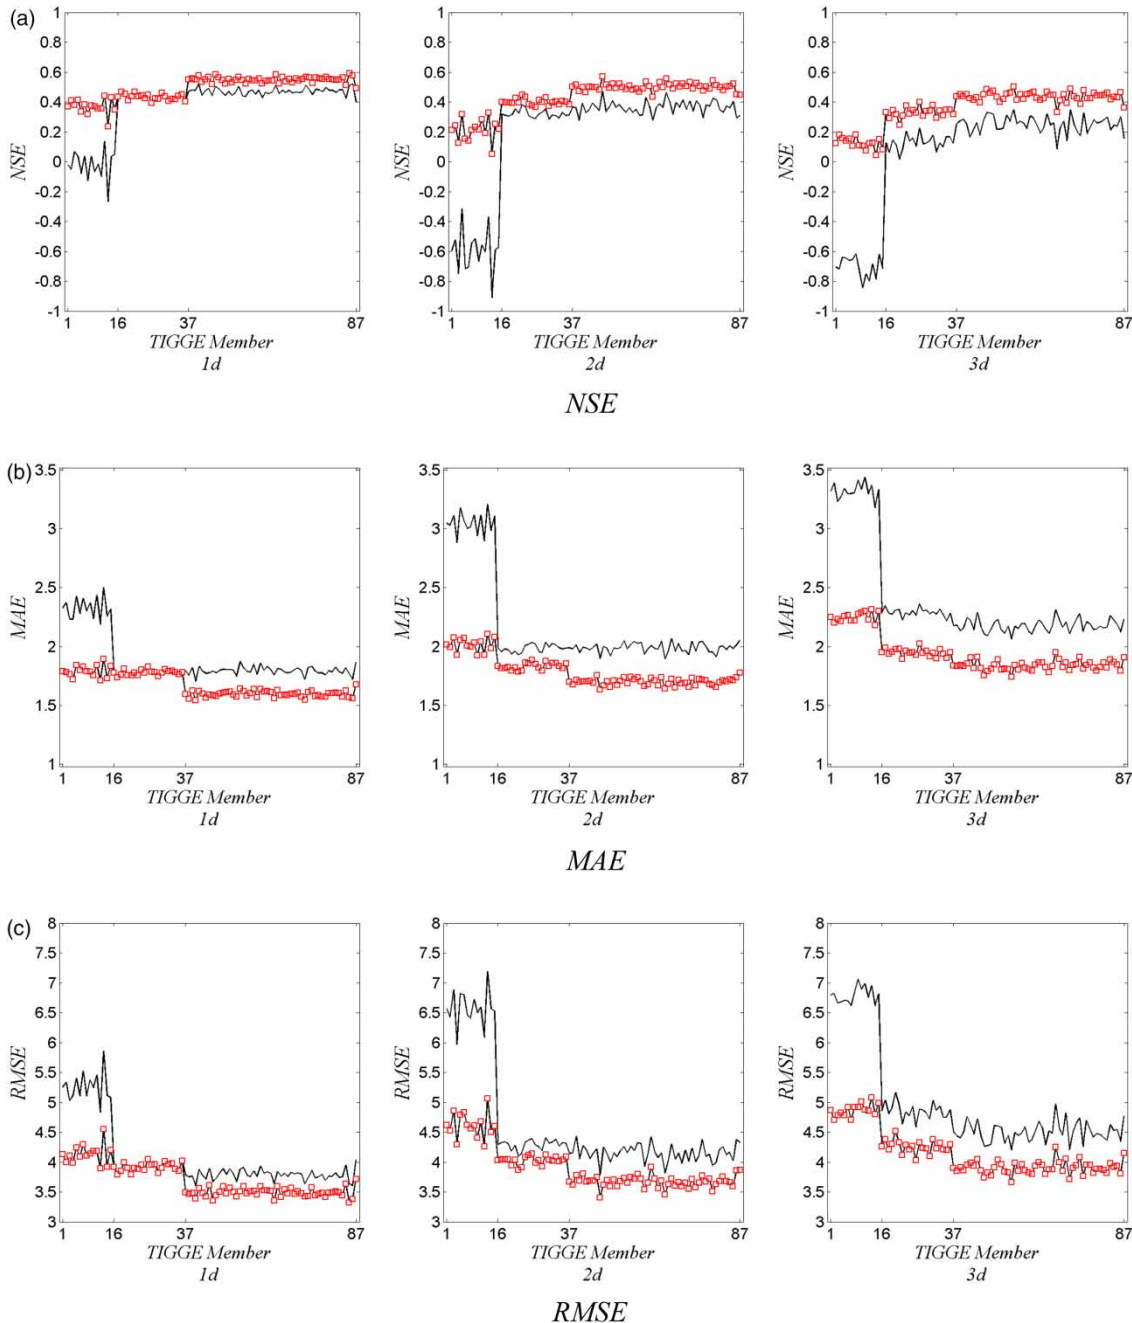 (a)
1
0.8
0.6
0.4
0.2
0
-0.2
-0.4
-0.6
-0.8
-1
NSE
1 16 37 87
TIGGE Member
1d
1
0.8
0.6
0.4
0.2
0
-0.2
-0.4
-0.6
-0.8
-1
NSE
1 16 37 87
TIGGE Member
2d
1
0.8
0.6
0.4
0.2
0
-0.2
-0.4
-0.6
-0.8
-1
NSE
1 16 37 87
TIGGE Member
3d
NSE
(b)
3.5
3
2.5
2
1.5
1
MAE
1 16 37 87
TIGGE Member
1d
3.5
3
2.5
2
1.5
1
MAE
1 16 37 87
TIGGE Member
2d
3.5
3
2.5
2
1.5
1
MAE
1 16 37 87
TIGGE Member
3d
MAE
(c)
8
7.5
7
6.5
6
5.5
5
4.5
4
3.5
3
RMSE
1 16 37 87
TIGGE Member
1d
8
7.5
7
6.5
6
5.5
5
4.5
4
3.5
3
RMSE
1 16 37 87
TIGGE Member
2d
8
7.5
7
6.5
6
5.5
5
4.5
4
3.5
3
RMSE
1 16 37 87
TIGGE Member
3d
RMSE